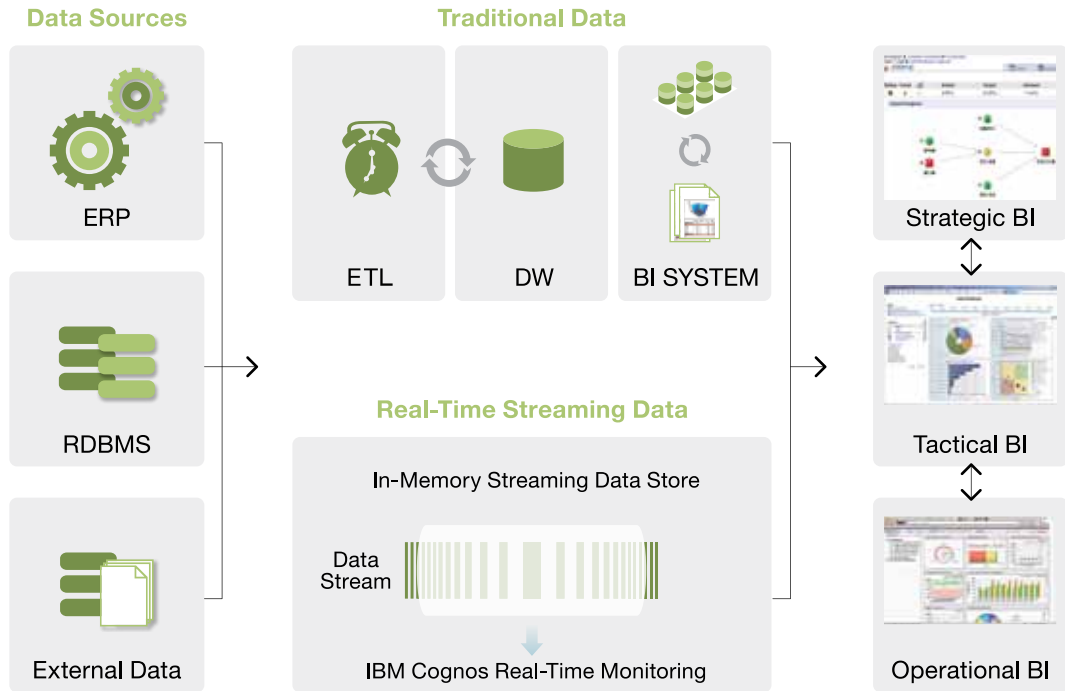 Data Sources
ERP
RDBMS
External Data
Traditional Data
ETL
DW
BI SYSTEM
Real-Time Streaming Data
In-Memory Streaming Data Store
Data
Stream
IBM Cognos Real-Time Monitoring
Strategic BI
Tactical BI
Operational BI